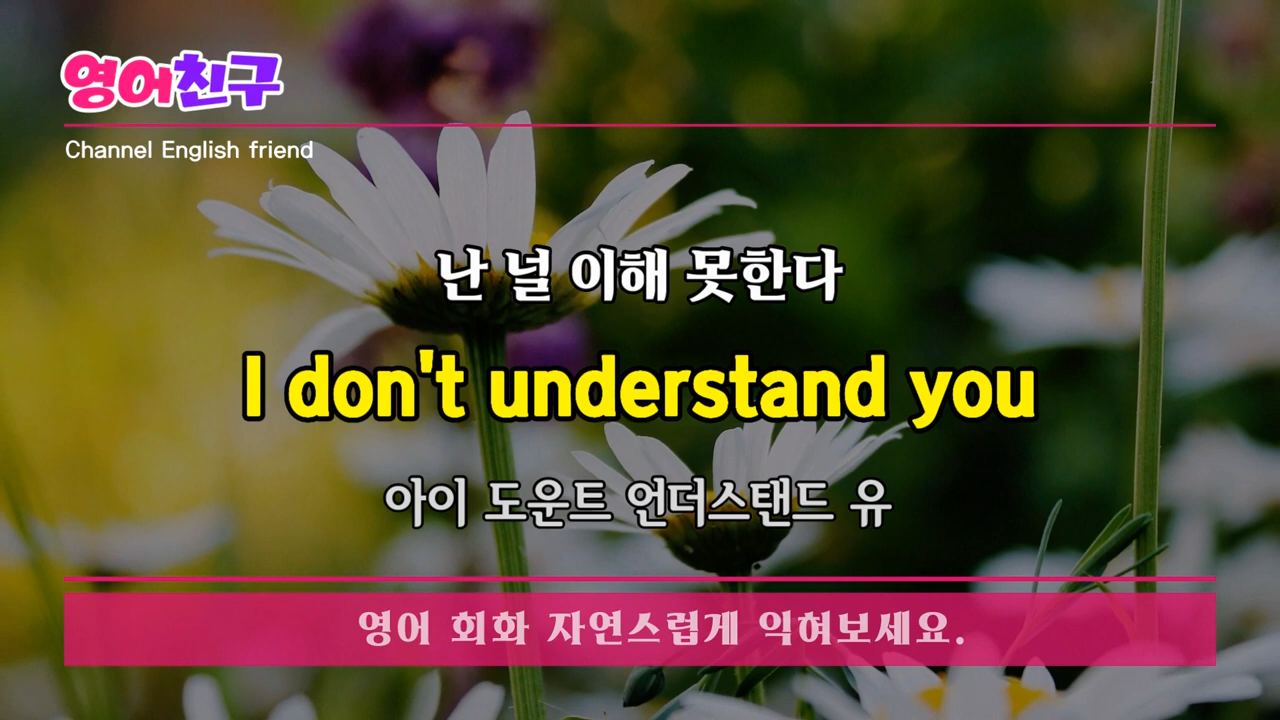 영어친구
Channel English friend
난 널 이해 못한다
I don't understand you
아이 도운트 언더스탠드 유
영어 회화 자연스럽게 익혀보세요.